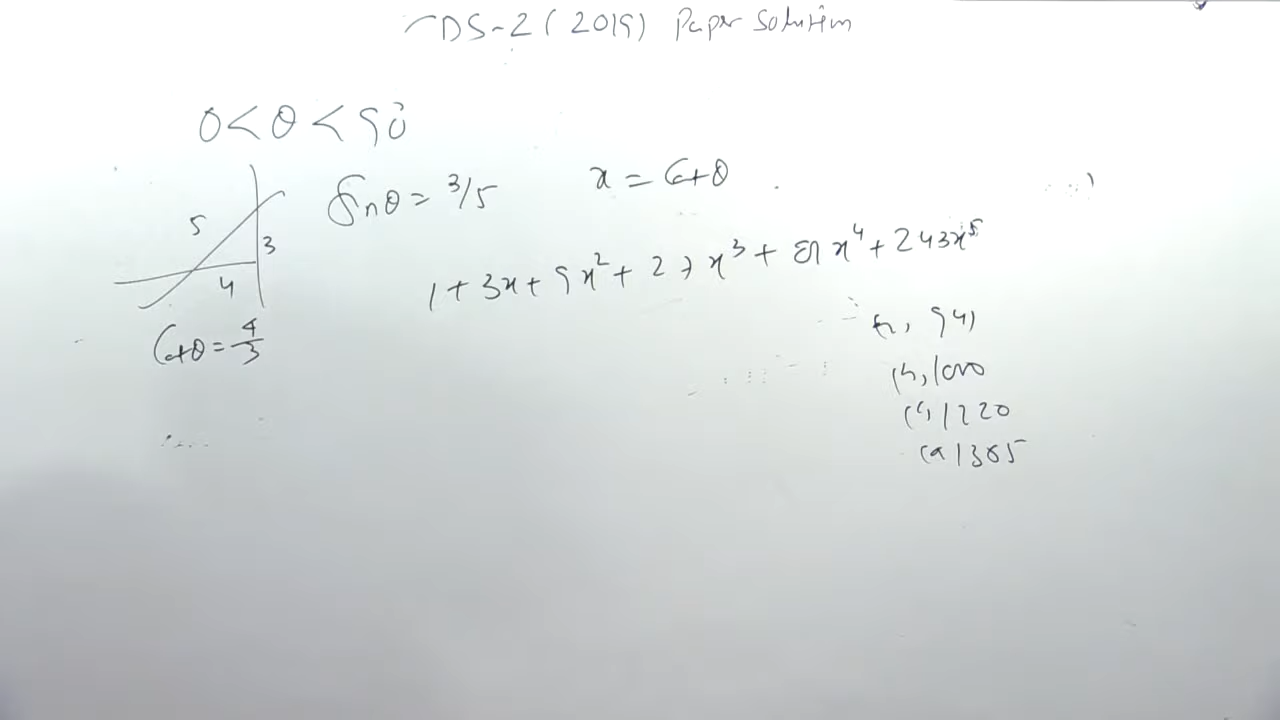 CDS-2 (2019) Paper Solution
0 < θ < 90°
Sinθ = 3/5
x = Cotθ
5
3
4
1 + 3x + 9x² + 27x³ + 81x⁴ + 243x⁵
Cotθ = 4/3
(a) 941
(b) 1000
(c) 1220
(d) 1365